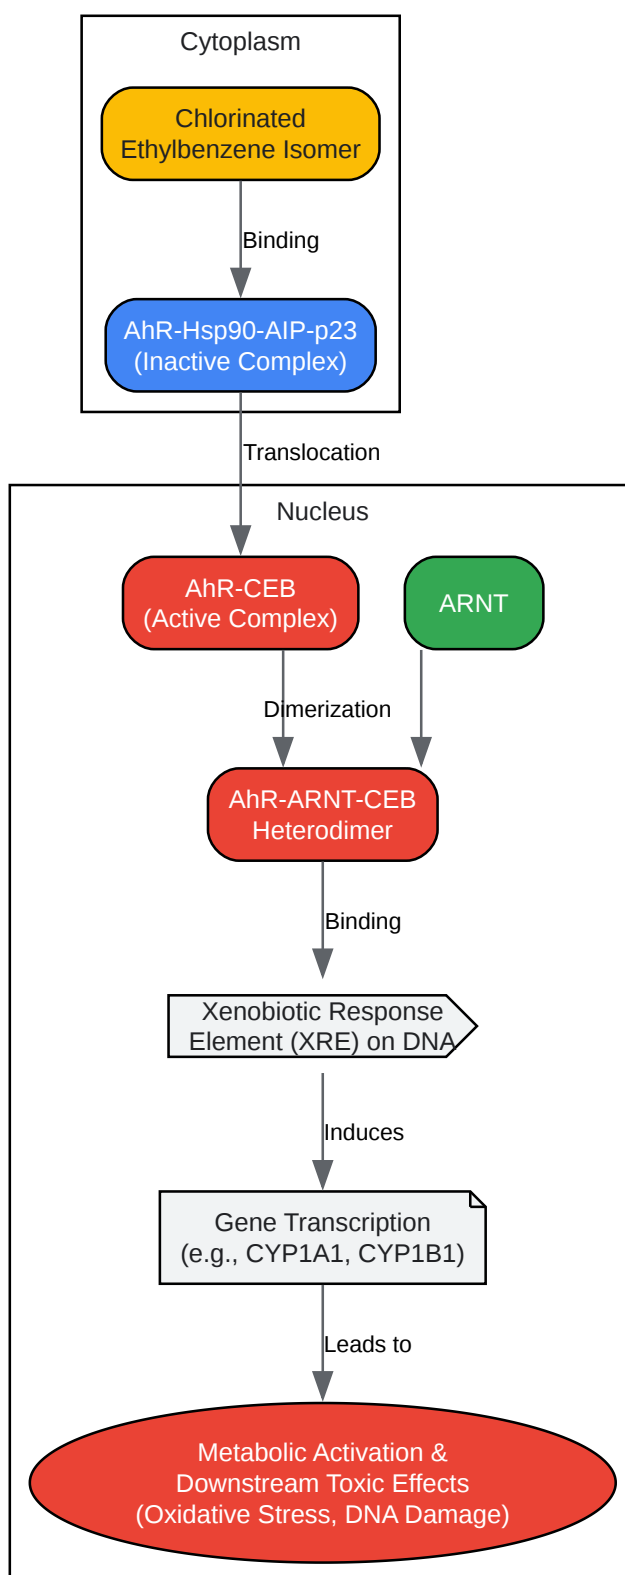 Cytoplasm
Chlorinated
Ethylbenzene Isomer
Binding
AhR-Hsp90-AIP-p23
(Inactive Complex)
Translocation
Nucleus
AhR-CEB
(Active Complex)
ARNT
Dimerization
AhR-ARNT-CEB
Heterodimer
Binding
Xenobiotic Response
Element (XRE) on DNA
Induces
Gene Transcription
(e.g., CYP1A1, CYP1B1)
Leads to
Metabolic Activation &
Downstream Toxic Effects
(Oxidative Stress, DNA Damage)